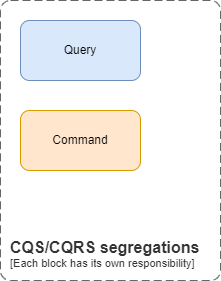 Query
Command
CQS/CQRS segregations
[Each block has its own responsibility]